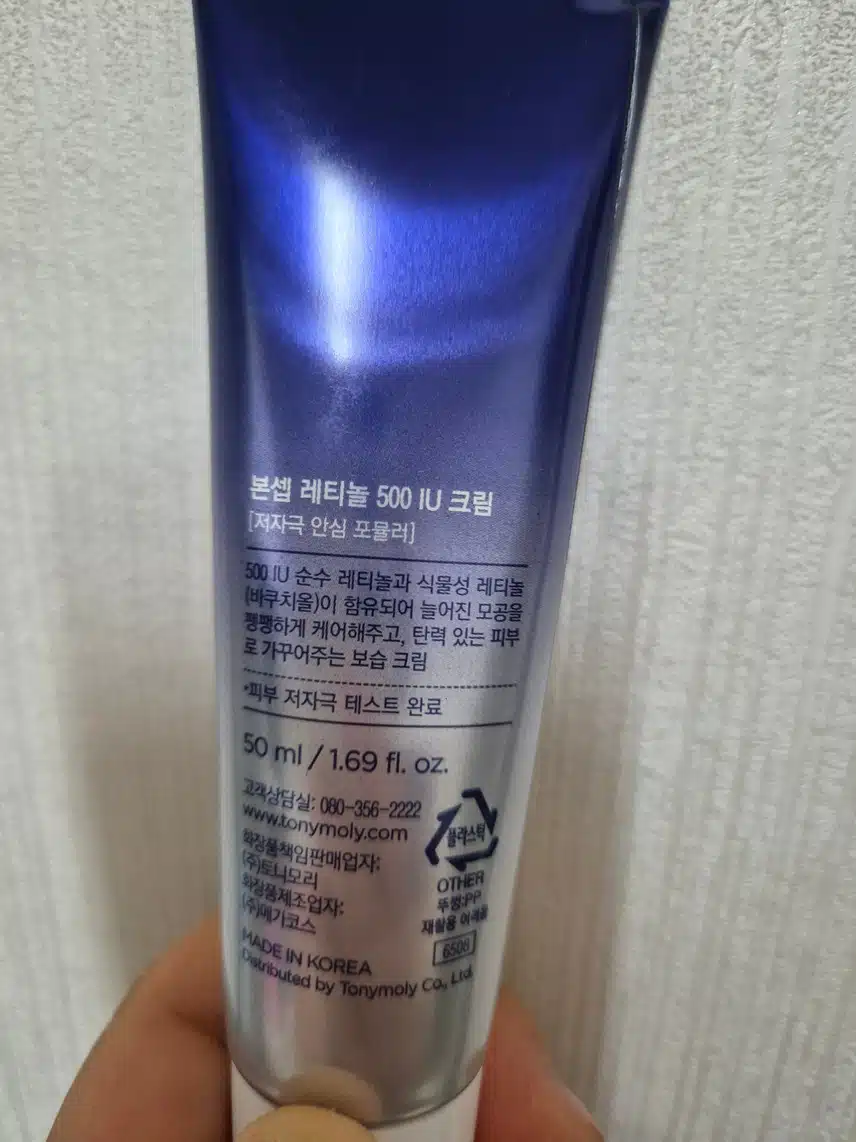 본셉 레티놀 500 IU 크림
[저자극 안심 포뮬러]
500 IU 순수 레티놀과 식물성 레티놀
(바쿠치올)이 함유되어 늘어진 모공을
팽팽하게 케어해주고, 탄력 있는 피부
로 가꾸어주는 보습 크림
•피부 저자극 테스트 완료
50 ml / 1.69 fl. oz.
고객상담실: 080-356-2222
www.tonymoly.com
화장품책임판매업자:
(주)토니모리
화장품제조업자:
(주)메가코스
MADE IN KOREA
Distributed by Tonymoly Co., Ltd.
플라스틱
OTHER
뚜껑:PP
재활용 어려움
6506